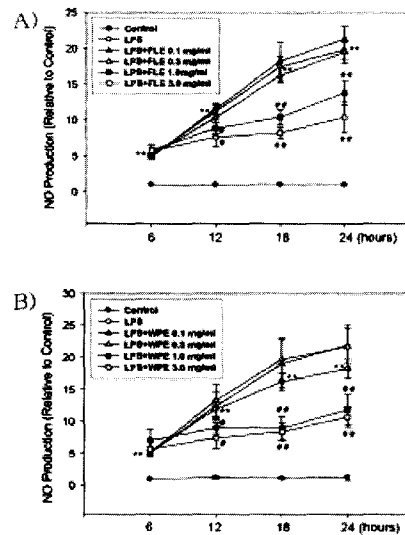 A)
NO Production (Relative to Control)
25
20
15
10
5
0
Control
LPS
LPS+FLE 0.1 mg/ml
LPS+FLE 0.3 mg/ml
LPS+FLE 1.0 mg/ml
LPS+FLE 3.0 mg/ml
**
**
#
**
##
##
**
##
##
6
12
18
24 (hours)
B)
NO Production (Relative to Control)
30
25
20
15
10
5
0
Control
LPS
LPS+WPE 0.1 mg/ml
LPS+WPE 0.3 mg/ml
LPS+WPE 1.0 mg/ml
LPS+WPE 3.0 mg/ml
**
**
#
#
**
##
##
**
##
##
6
12
18
24 (hours)